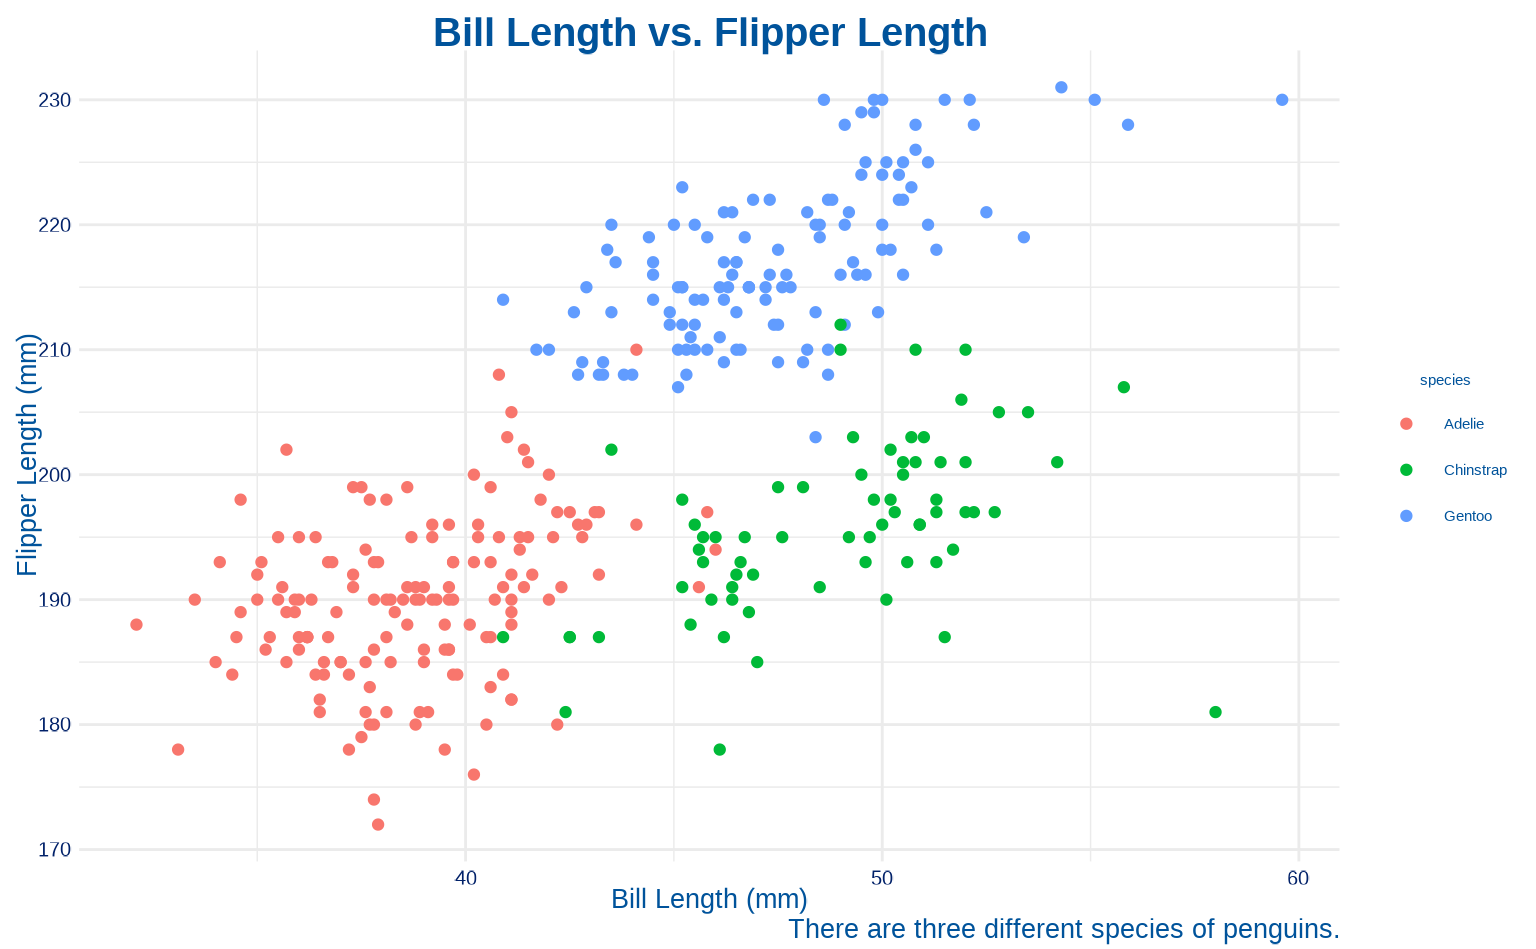 Bill Length vs. Flipper Length
Flipper Length (mm)
230
220
210
200
190
180
170
40
50
60
Bill Length (mm)
species
Adelie
Chinstrap
Gentoo
There are three different species of penguins.